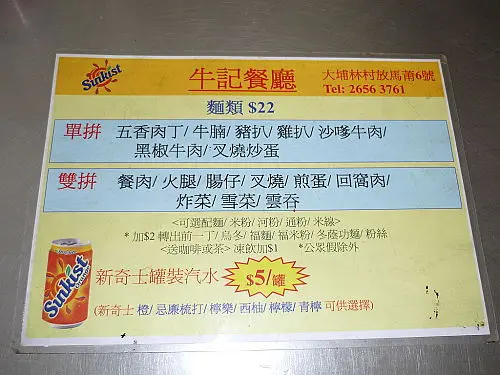 Sunkist
牛記餐廳
大埔林村放馬莆6號
Tel: 2656 3761
麵類 $22
單拚 五香肉丁/ 牛腩/ 豬扒/ 雞扒/ 沙嗲牛肉/
黑椒牛肉/ 叉燒炒蛋
雙拚 餐肉/ 火腿/ 腸仔/ 叉燒/ 煎蛋/ 回窩肉/
炸菜/ 雪菜/ 雲吞
<可選配麵/ 米粉/ 河粉/ 通粉/ 米線>
* 加$2 轉出前一丁/ 烏冬/ 福麵/ 福米粉/ 冬蔭功麵/ 粉絲
<送咖啡或茶> 凍飲加$1 *公眾假除外
Sunkist
新奇士罐裝汽水 $5/罐
(新奇士 橙/ 忌廉梳打/ 檸樂/ 西柚/ 檸檬/ 青檸 可供選擇)